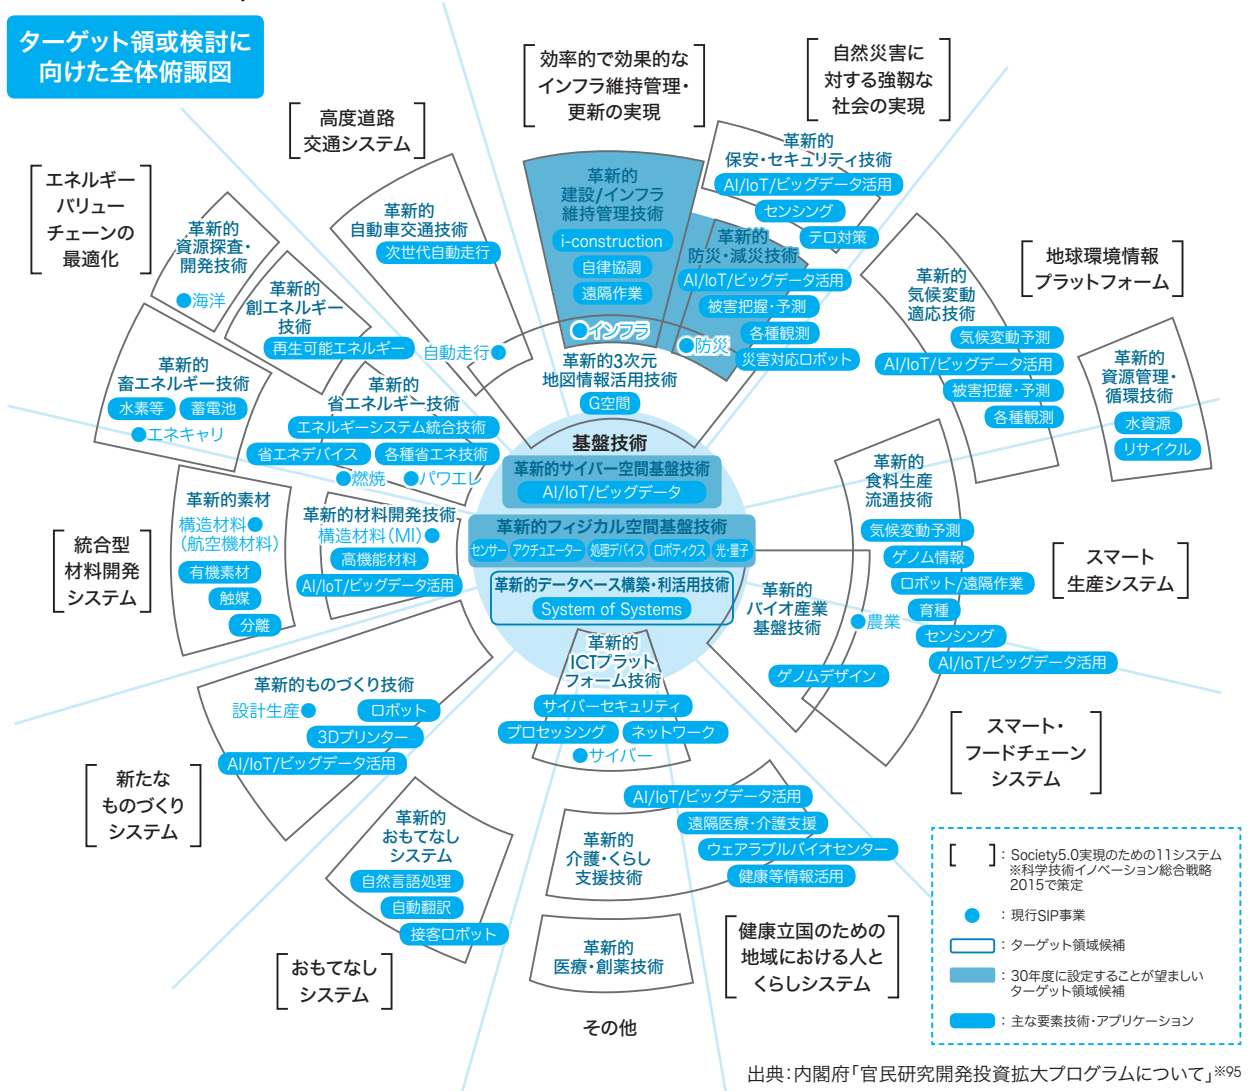 ターゲット領或検討に
向けた全体俯諏図
効率的で効果的な
インフラ維持管理・
更新の実現
自然災害に
対する強靱な
社会の実現
高度道路
交通システム
エネルギー
バリュー
チェーンの
最適化
地球環境情報
プラットフォーム
革新的
保安・セキュリティ技術
AI/IoT/ビッグデータ活用
センシング
テロ対策
革新的
建設/インフラ
維持管理技術
i-construction
自律協調
遠隔作業
●インフラ
革新的
防災・減災技術
AI/IoT/ビッグデータ活用
被害把握・予測
各種観測
●防災
災害対応ロボット
革新的
自動車交通技術
次世代自動走行
自動走行●
革新的
資源探査・
開発技術
●海洋
革新的
創エネルギー
技術
再生可能エネルギー
革新的
畜エネルギー技術
水素等
蓄電池
●エネキャリ
革新的
省エネルギー技術
エネルギーシステム統合技術
省エネデバイス
各種省エネ技術
●燃焼
●パワエレ
革新的3次元
地図情報活用技術
G空間
革新的
気候変動
適応技術
気候変動予測
AI/IoT/ビッグデータ活用
被害把握・予測
各種観測
革新的
資源管理・
循環技術
水資源
リサイクル
基盤技術
革新的サイバー空間基盤技術
AI/IoT/ビッグデータ
革新的フィジカル空間基盤技術
センサー
アクチュエーター
処理デバイス
ロボティクス
光・量子
革新的データベース構築・利活用技術
System of Systems
統合型
材料開発
システム
革新的素材
構造材料●
(航空機材料)
有機素材
触媒
分離
革新的材料開発技術
構造材料(MI)●
高機能材料
AI/IoT/ビッグデータ活用
革新的
食料生産
流通技術
気候変動予測
ゲノム情報
ロボット/遠隔作業
育種
センシング
AI/IoT/ビッグデータ活用
●農業
スマート
生産システム
革新的
バイオ産業
基盤技術
ゲノムデザイン
革新的
ICTプラット
フォーム技術
サイバーセキュリティ
プロセッシング
ネットワーク
●サイバー
革新的ものづくり技術
設計生産●
ロボット
3Dプリンター
AI/IoT/ビッグデータ活用
新たな
ものづくり
システム
スマート・
フードチェーン
システム
革新的
おもてなし
システム
自然言語処理
自動翻訳
接客ロボット
おもてなし
システム
革新的
介護・くらし
支援技術
AI/IoT/ビッグデータ活用
遠隔医療・介護支援
ウェアラブルバイオセンター
健康等情報活用
革新的
医療・創薬技術
その他
健康立国のための
地域における人と
くらしシステム
[ ]：Society5.0実現のための11システム
※科学技術イノベーション総合戦略
2015で策定
●：現行SIP事業
：ターゲット領域候補
：30年度に設定することが望ましい
ターゲット領域候補
：主な要素技術・アプリケーション
出典：内閣府「官民研究開発投資拡大プログラムについて」※95